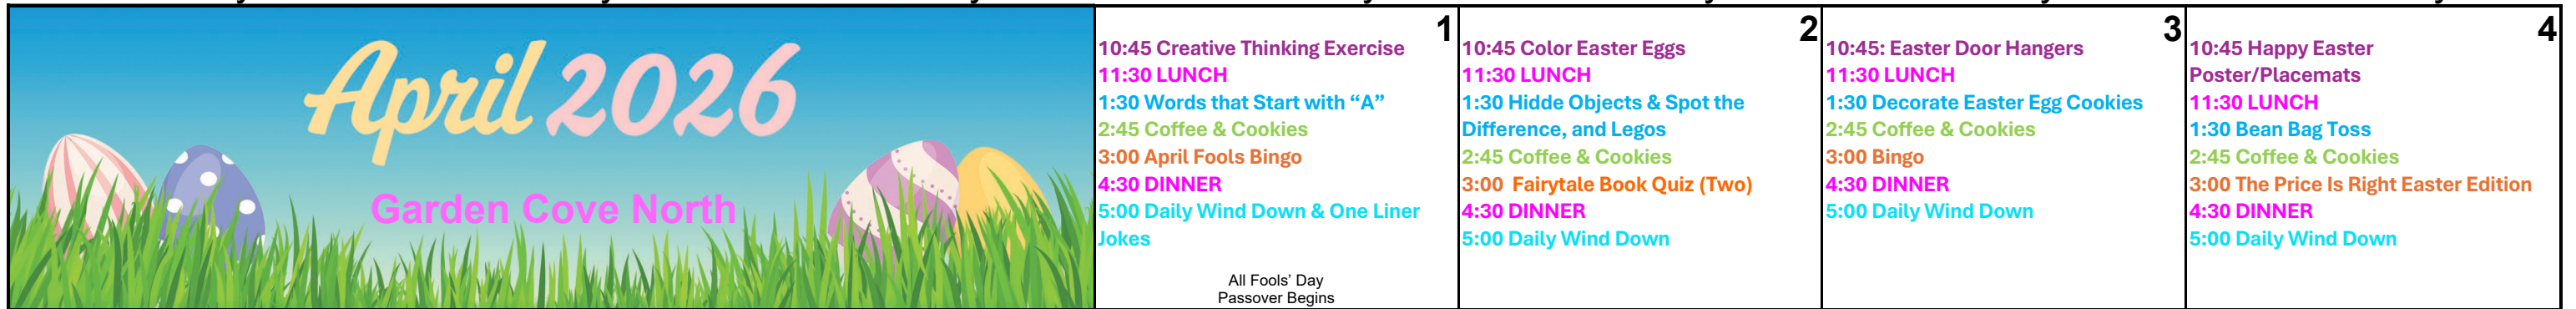 April 2026
Garden Cove North
1
10:45 Creative Thinking Exercise
11:30 LUNCH
1:30 Words that Start with “A”
2:45 Coffee & Cookies
3:00 April Fools Bingo
4:30 DINNER
5:00 Daily Wind Down & One Liner
Jokes
All Fools’ Day
Passover Begins
2
10:45 Color Easter Eggs
11:30 LUNCH
1:30 Hidde Objects & Spot the
Difference, and Legos
2:45 Coffee & Cookies
3:00 Fairytale Book Quiz (Two)
4:30 DINNER
5:00 Daily Wind Down
3
10:45: Easter Door Hangers
11:30 LUNCH
1:30 Decorate Easter Egg Cookies
2:45 Coffee & Cookies
3:00 Bingo
4:30 DINNER
5:00 Daily Wind Down
4
10:45 Happy Easter
Poster/Placemats
11:30 LUNCH
1:30 Bean Bag Toss
2:45 Coffee & Cookies
3:00 The Price Is Right Easter Edition
4:30 DINNER
5:00 Daily Wind Down